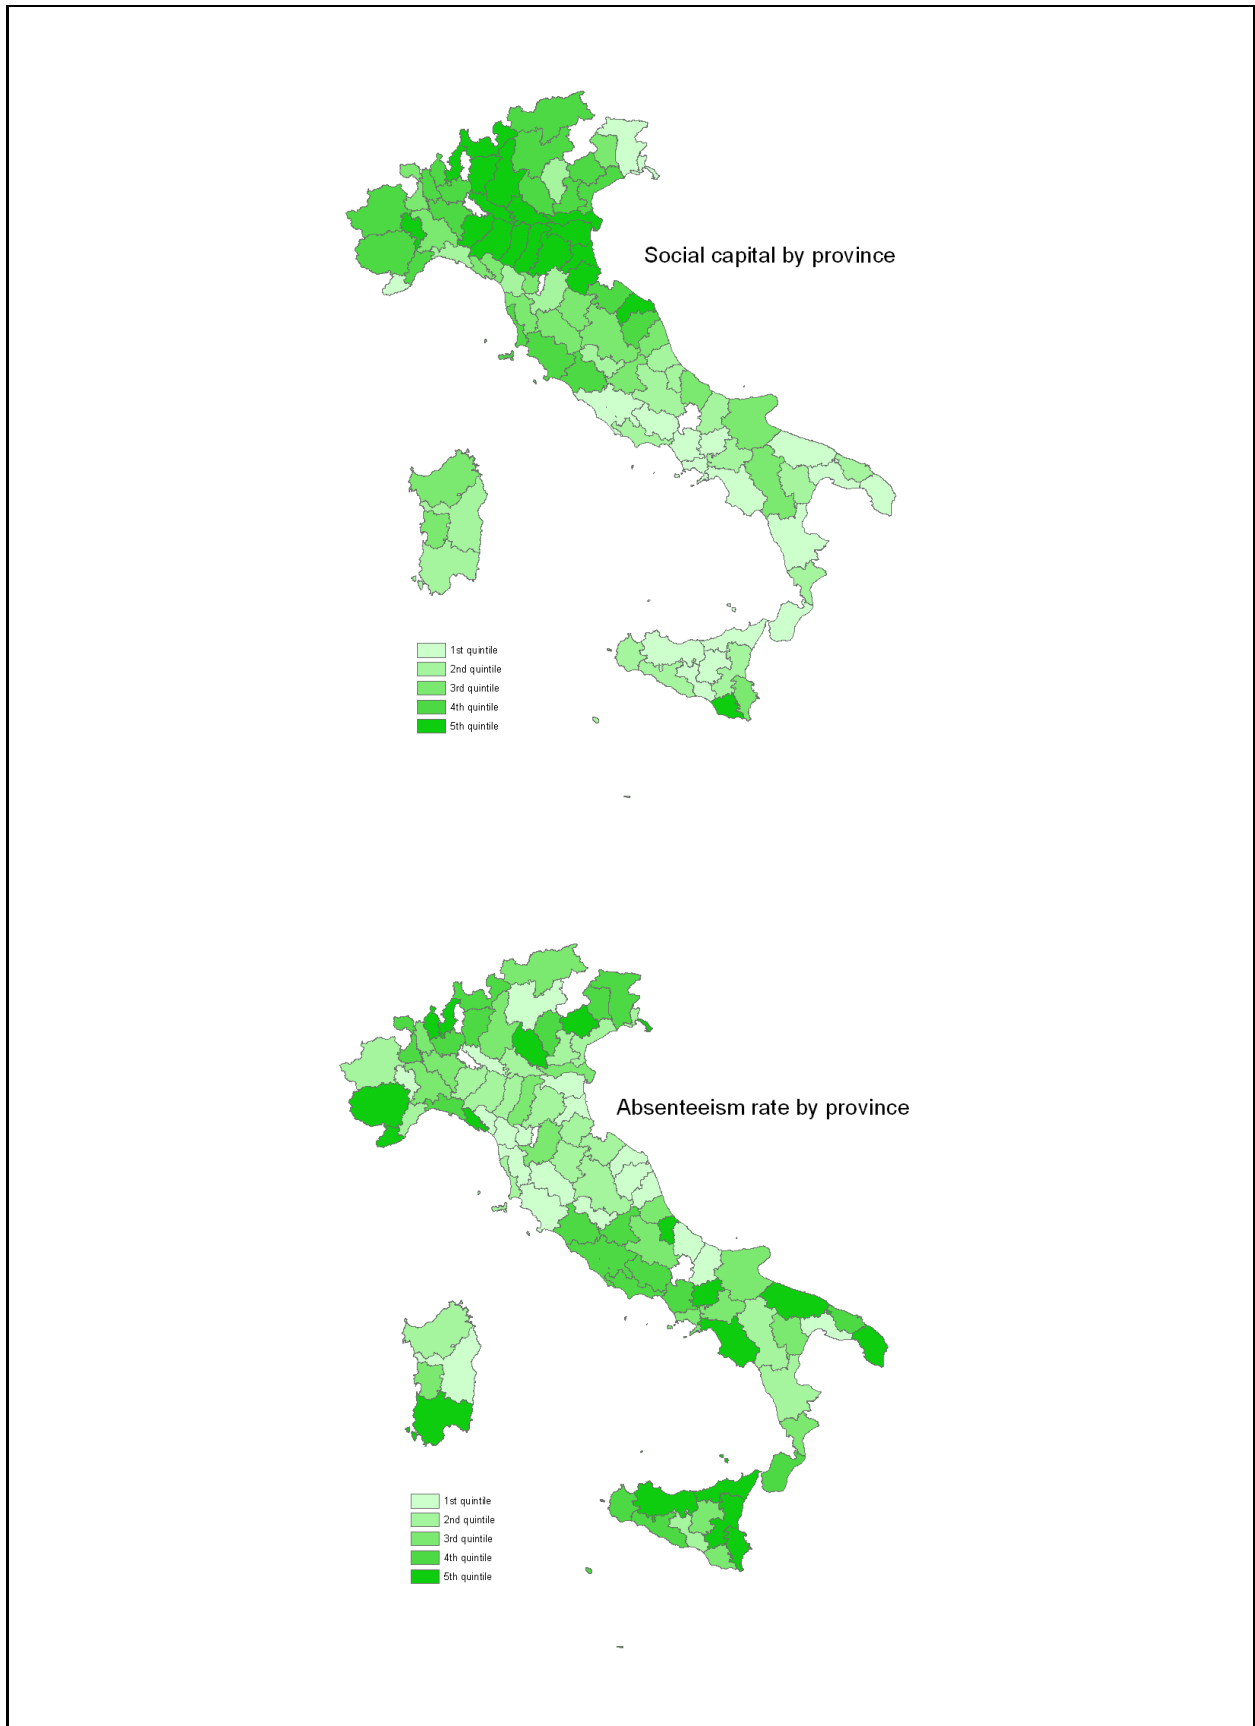 Social capital by province
1st quintile
2nd quintile
3rd quintile
4th quintile
5th quintile
Absenteeism rate by province
1st quintile
2nd quintile
3rd quintile
4th quintile
5th quintile